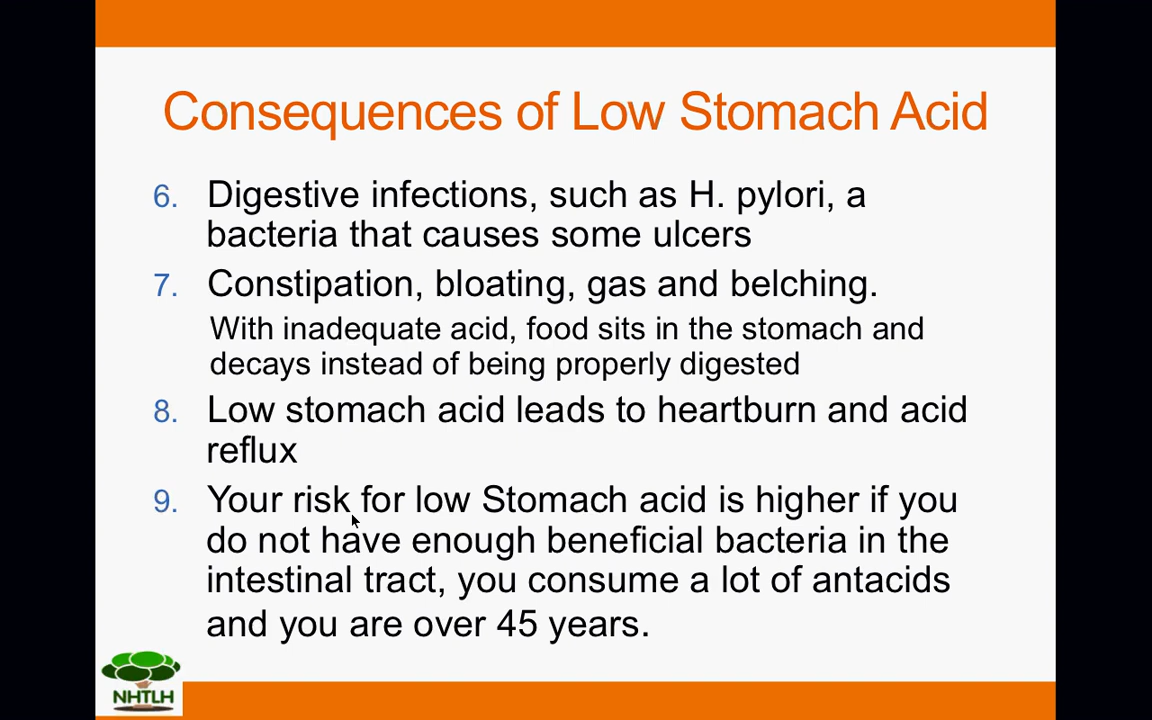 Consequences of Low Stomach Acid
6. Digestive infections, such as H. pylori, a
bacteria that causes some ulcers
7. Constipation, bloating, gas and belching.
With inadequate acid, food sits in the stomach and
decays instead of being properly digested
8. Low stomach acid leads to heartburn and acid
reflux
9. Your risk for low Stomach acid is higher if you
do not have enough beneficial bacteria in the
intestinal tract, you consume a lot of antacids
and you are over 45 years.
NHTLH